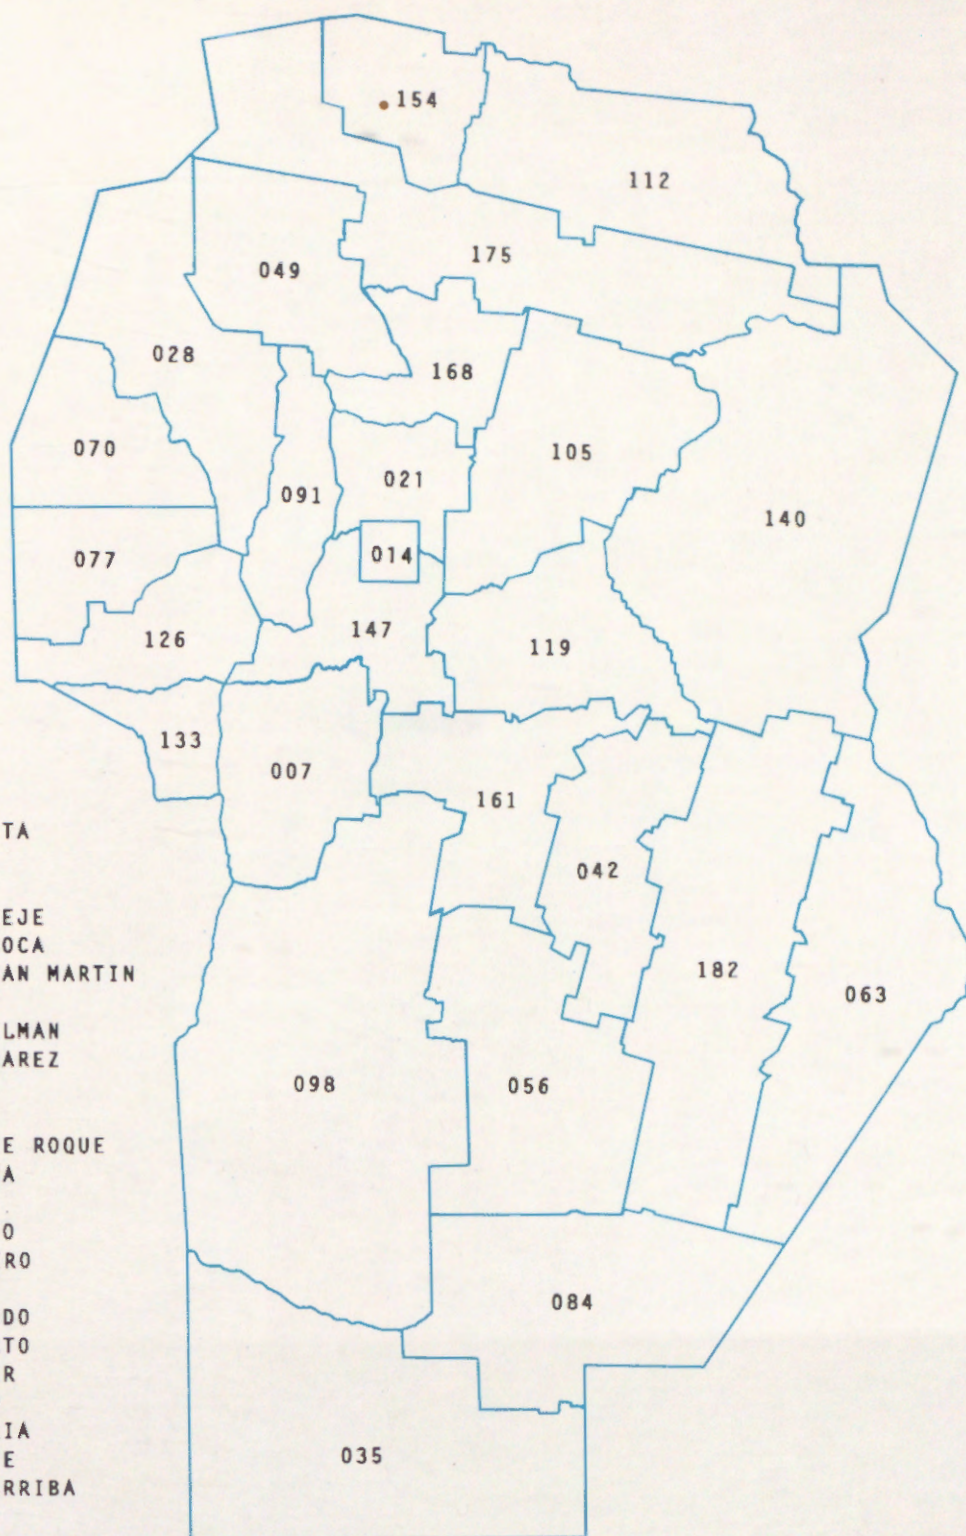 154
112
175
049
028
168
070
105
021
091
140
014
077
147
126
119
133
007
161
TA
042
EJE
OCA
AN MARTIN
182
063
LMAN
AREZ
098
056
E ROQUE
A
O
RO
084
DO
TO
R
IA
035
E
RRIBA